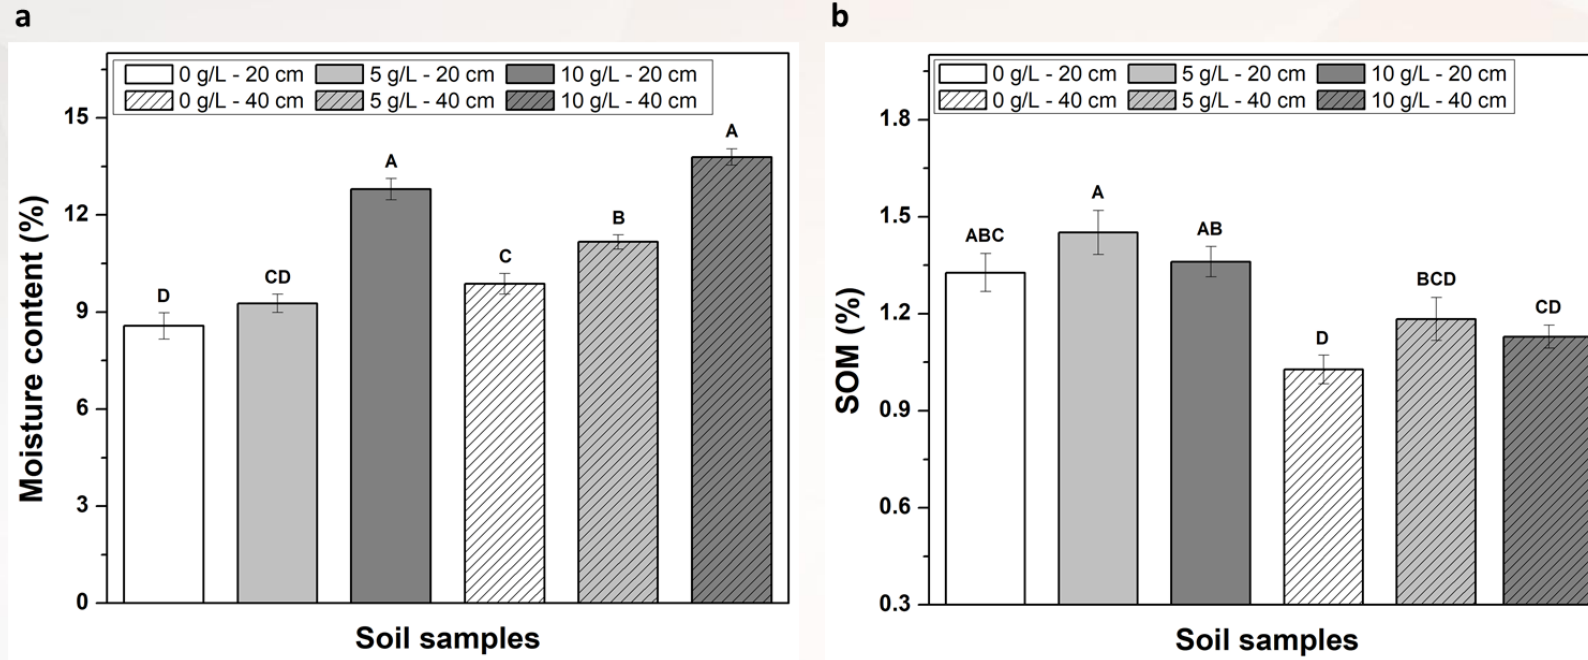 a
0 g/L - 20 cm 5 g/L - 20 cm 10 g/L - 20 cm
0 g/L - 40 cm 5 g/L - 40 cm 10 g/L - 40 cm
Moisture content (%)
15
12
9
6
3
0
D
CD
A
C
B
A
Soil samples
b
0 g/L - 20 cm 5 g/L - 20 cm 10 g/L - 20 cm
0 g/L - 40 cm 5 g/L - 40 cm 10 g/L - 40 cm
SOM (%)
1.8
1.5
1.2
0.9
0.6
0.3
ABC
A
AB
D
BCD
CD
Soil samples